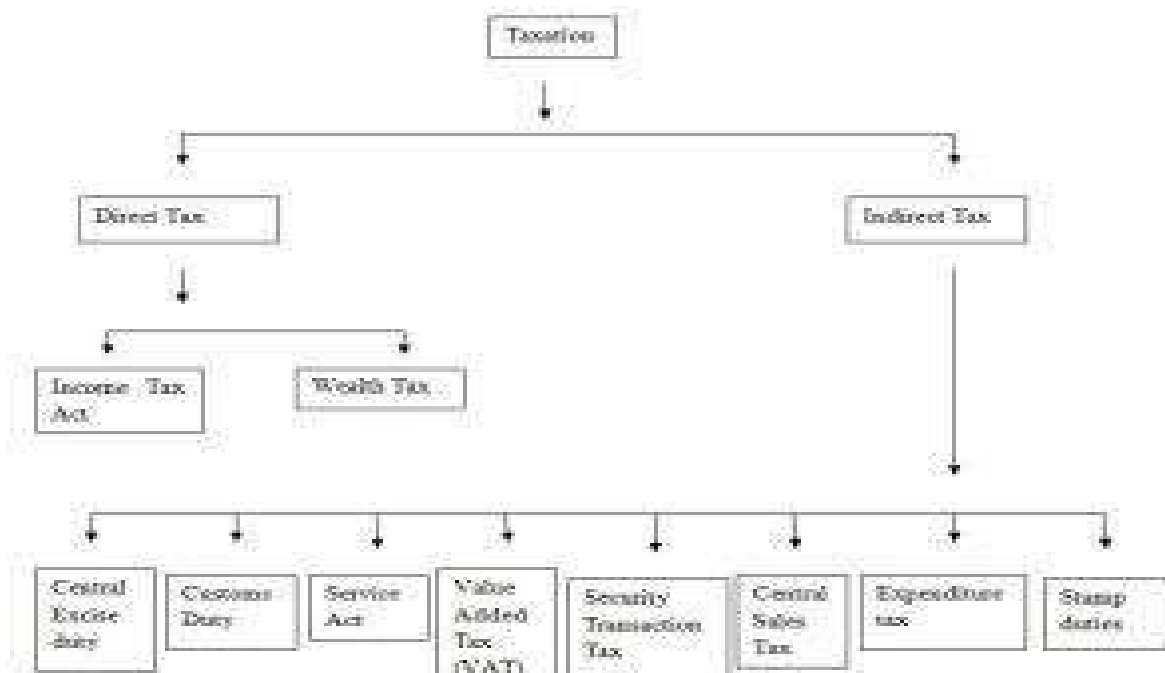 Taxation
Direct Tax
Indirect Tax
Income Tax
Act
Wealth Tax
Central
Excise
duty
Customs
Duty
Service
Act
Value
Added
Tax
(VAT)
Security
Transaction
Tax
Central
Sales
Tax
Expenditure
tax
Stamp
duties